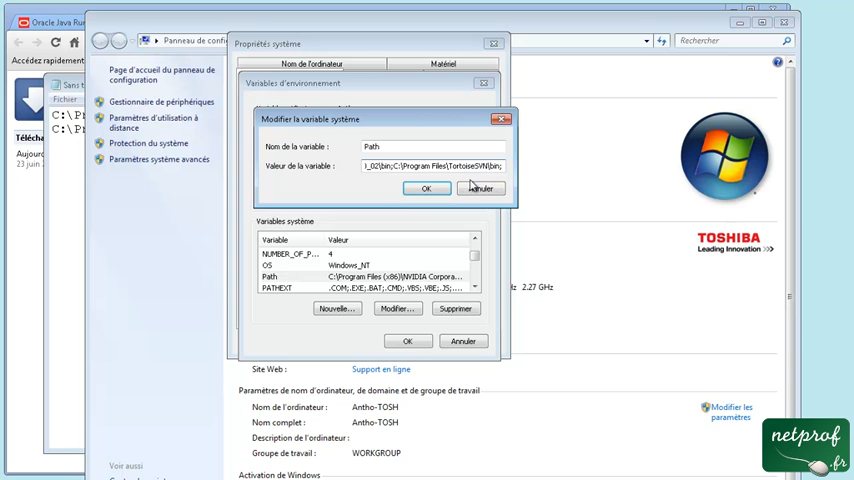 Oracle Java Run
Accédez rapidement
Télécha
Aujourd
23 juin
Sans t
Fichier
C:\Pr
C:\Pr
Panneau de confi
Rechercher
Page d'accueil du panneau de
configuration
Gestionnaire de périphériques
Paramètres d'utilisation à
distance
Protection du système
Paramètres système avancés
Voir aussi
Propriétés système
Nom de l'ordinateur
Matériel
Variables d'environnement
Modifier la variable système
Nom de la variable :
Path
Valeur de la variable :
)_02\bin;C:\Program Files\TortoiseSVN\bin;
OK
Annuler
Variables système
Variable
Valeur
NUMBER_OF_P...
4
OS
Windows_NT
Path
C:\Program Files (x86)\NVIDIA Corpora...
PATHEXT
.COM;.EXE;.BAT;.CMD;.VBS;.VBE;.JS;....
Nouvelle...
Modifier...
Supprimer
OK
Annuler
TOSHIBA
Leading Innovation >>>
2.27 GHz
Site Web :
Support en ligne
Paramètres de nom d'ordinateur, de domaine et de groupe de travail
Nom de l'ordinateur :
Antho-TOSH
Nom complet :
Antho-TOSH
Description de l'ordinateur :
Groupe de travail :
WORKGROUP
Modifier les
paramètres
Activation de Windows
netprof
.fr